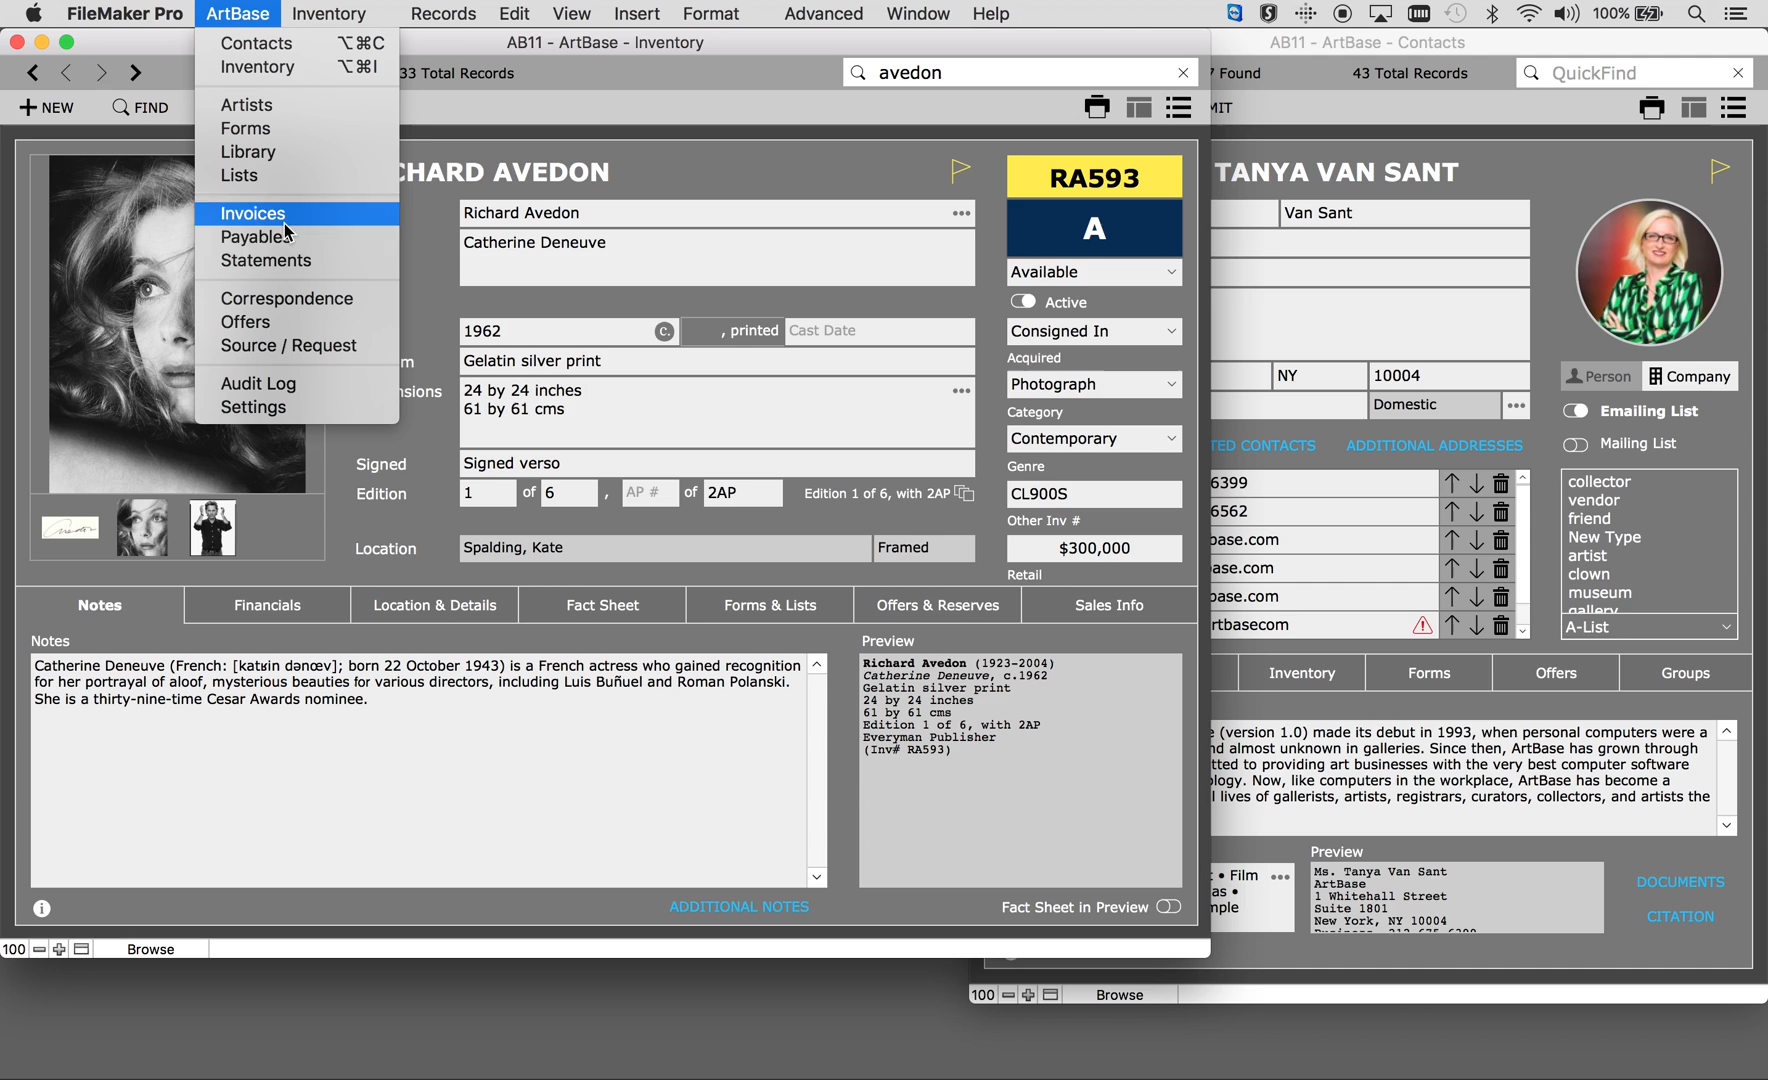 FileMaker Pro ArtBase Inventory Records Edit View Insert Format Advanced Window Help 100%
AB11 - ArtBase - Inventory
AB11 - ArtBase - Contacts
33 Total Records
avedon
Found
43 Total Records
QuickFind
NEW
FIND
MIT
Contacts ⌥⌘C
Inventory ⌥⌘I
Artists
Forms
Library
Lists
Invoices
Payables
Statements
Correspondence
Offers
Source / Request
Audit Log
Settings
CHARD AVEDON
Richard Avedon
Catherine Deneuve
1962 c. , printed Cast Date
m Gelatin silver print
nsions 24 by 24 inches
61 by 61 cms
Signed Signed verso
Edition 1 of 6 , AP # of 2AP Edition 1 of 6, with 2AP
Location Spalding, Kate Framed
RA593
A
Available
Active
Consigned In
Acquired
Photograph
Category
Contemporary
Genre
CL900S
Other Inv #
$300,000
Retail
Notes Financials Location & Details Fact Sheet Forms & Lists Offers & Reserves Sales Info
Notes
Catherine Deneuve (French: [katʁin dənœv]; born 22 October 1943) is a French actress who gained recognition
for her portrayal of aloof, mysterious beauties for various directors, including Luis Buñuel and Roman Polanski.
She is a thirty-nine-time Cesar Awards nominee.
Preview
Richard Avedon (1923-2004)
Catherine Deneuve, c.1962
Gelatin silver print
24 by 24 inches
61 by 61 cms
Edition 1 of 6, with 2AP
Everyman Publisher
(Inv# RA593)
ADDITIONAL NOTES
Fact Sheet in Preview
100 Browse
TANYA VAN SANT
Van Sant
NY 10004
Domestic
Person Company
Emailing List
Mailing List
TED CONTACTS ADDITIONAL ADDRESSES
6399
6562
base.com
ase.com
base.com
rtbasecom
collector
vendor
friend
New Type
artist
clown
museum
gallery
A-List
Inventory Forms Offers Groups
(version 1.0) made its debut in 1993, when personal computers were a
nd almost unknown in galleries. Since then, ArtBase has grown through
tted to providing art businesses with the very best computer software
logy. Now, like computers in the workplace, ArtBase has become a
l lives of gallerists, artists, registrars, curators, collectors, and artists the
• Film
as •
mple
Preview
Ms. Tanya Van Sant
ArtBase
1 Whitehall Street
Suite 1801
New York, NY 10004
DOCUMENTS
CITATION
100 Browse